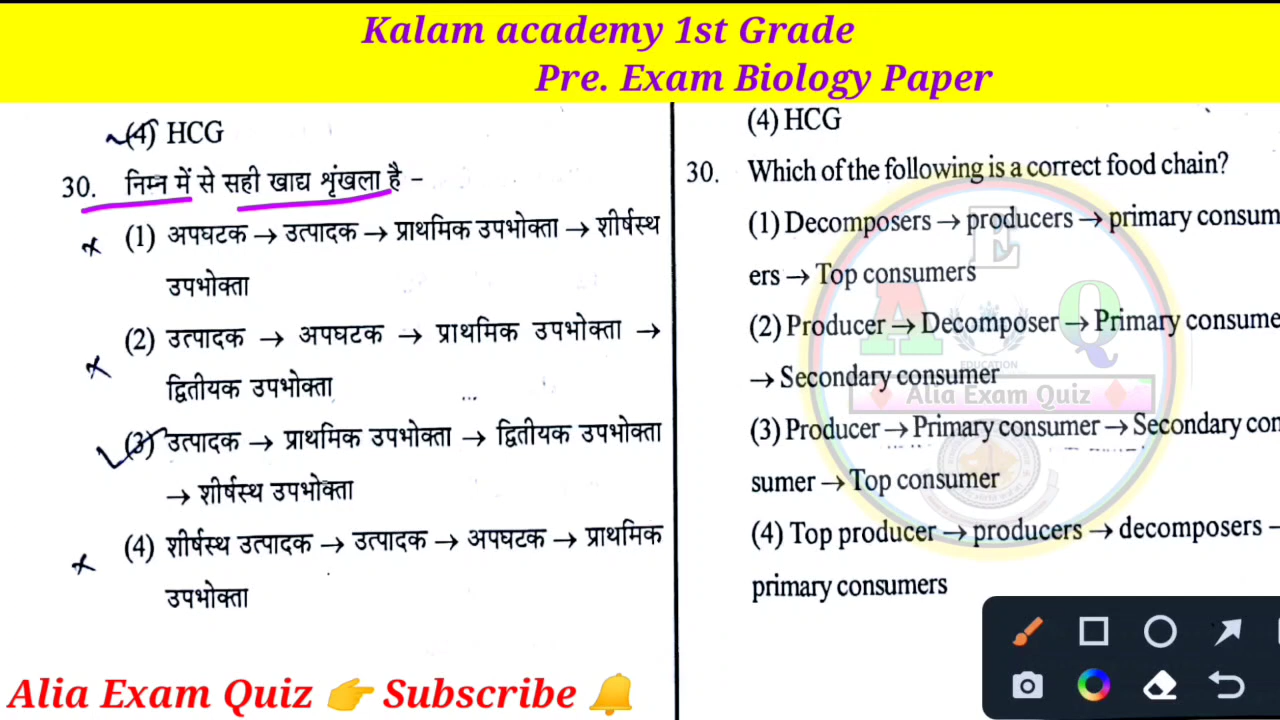 Kalam academy 1st Grade
Pre. Exam Biology Paper
(4) HCG
30. निम्न में से सही खाद्य शृंखला है –
(1) अपघटक → उत्पादक → प्राथमिक उपभोक्ता → शीर्षस्थ
उपभोक्ता
(2) उत्पादक → अपघटक → प्राथमिक उपभोक्ता →
द्वितीयक उपभोक्ता
(3) उत्पादक → प्राथमिक उपभोक्ता → द्वितीयक उपभोक्ता
→ शीर्षस्थ उपभोक्ता
(4) शीर्षस्थ उत्पादक → उत्पादक → अपघटक → प्राथमिक
उपभोक्ता
(4) HCG
30. Which of the following is a correct food chain?
(1) Decomposers → producers → primary consum
ers → Top consumers
(2) Producer → Decomposer → Primary consume
→ Secondary consumer
(3) Producer → Primary consumer → Secondary con
sumer → Top consumer
(4) Top producer → producers → decomposers –
primary consumers
A E Q
EDUCATION
Alia Exam Quiz
Alia Exam Quiz 👉 Subscribe 🔔